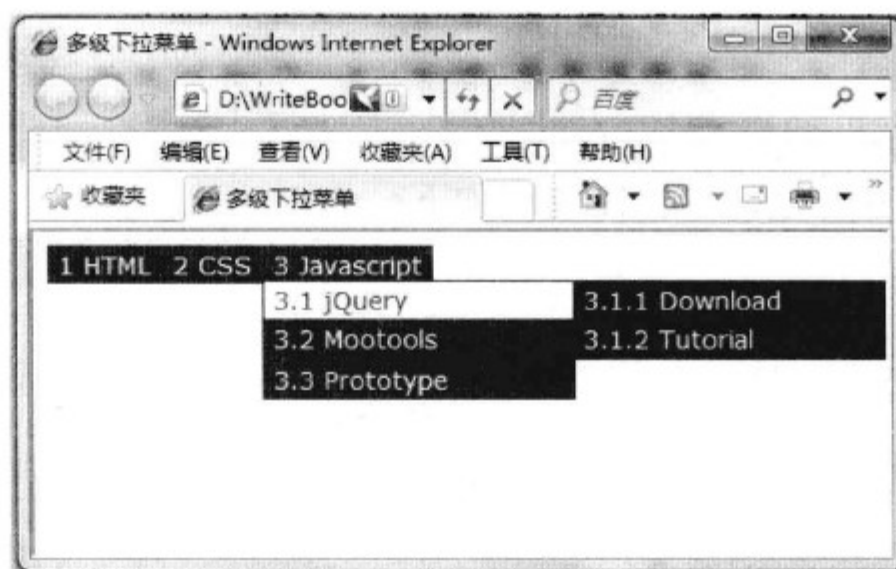 多级下拉菜单 - Windows Internet Explorer
D:\WriteBoo 百度
文件(F) 编辑(E) 查看(V) 收藏夹(A) 工具(T) 帮助(H)
收藏夹 多级下拉菜单
1 HTML 2 CSS 3 Javascript
3.1 jQuery 3.1.1 Download
3.2 Mootools 3.1.2 Tutorial
3.3 Prototype